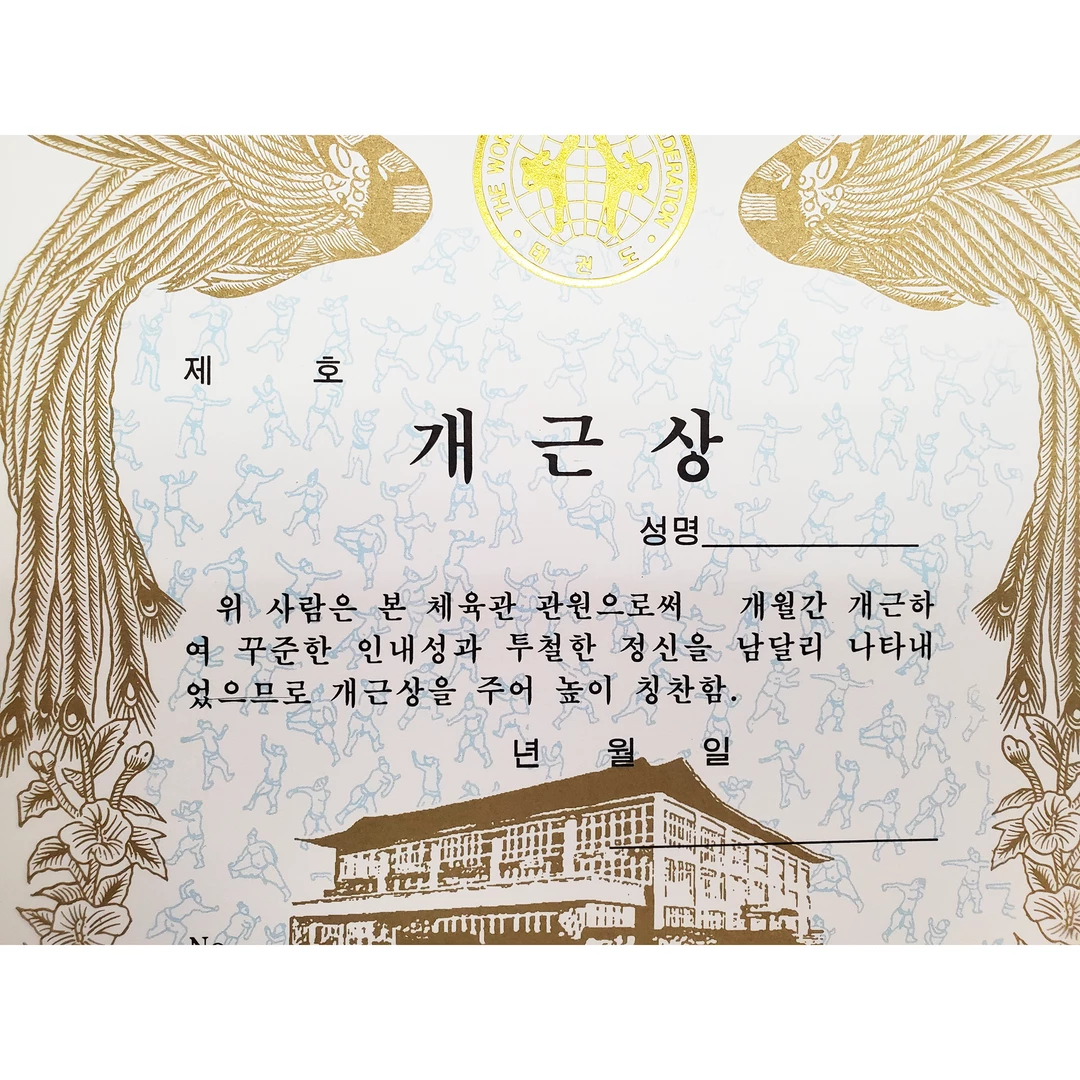 THE WOR
DERATION
태 권 도
제 호
개 근 상
성명
위 사람은 본 체육관 관원으로써 개월간 개근하
여 꾸준한 인내성과 투철한 정신을 남달리 나타내
었으므로 개근상을 주어 높이 칭찬함.
년 월 일
No